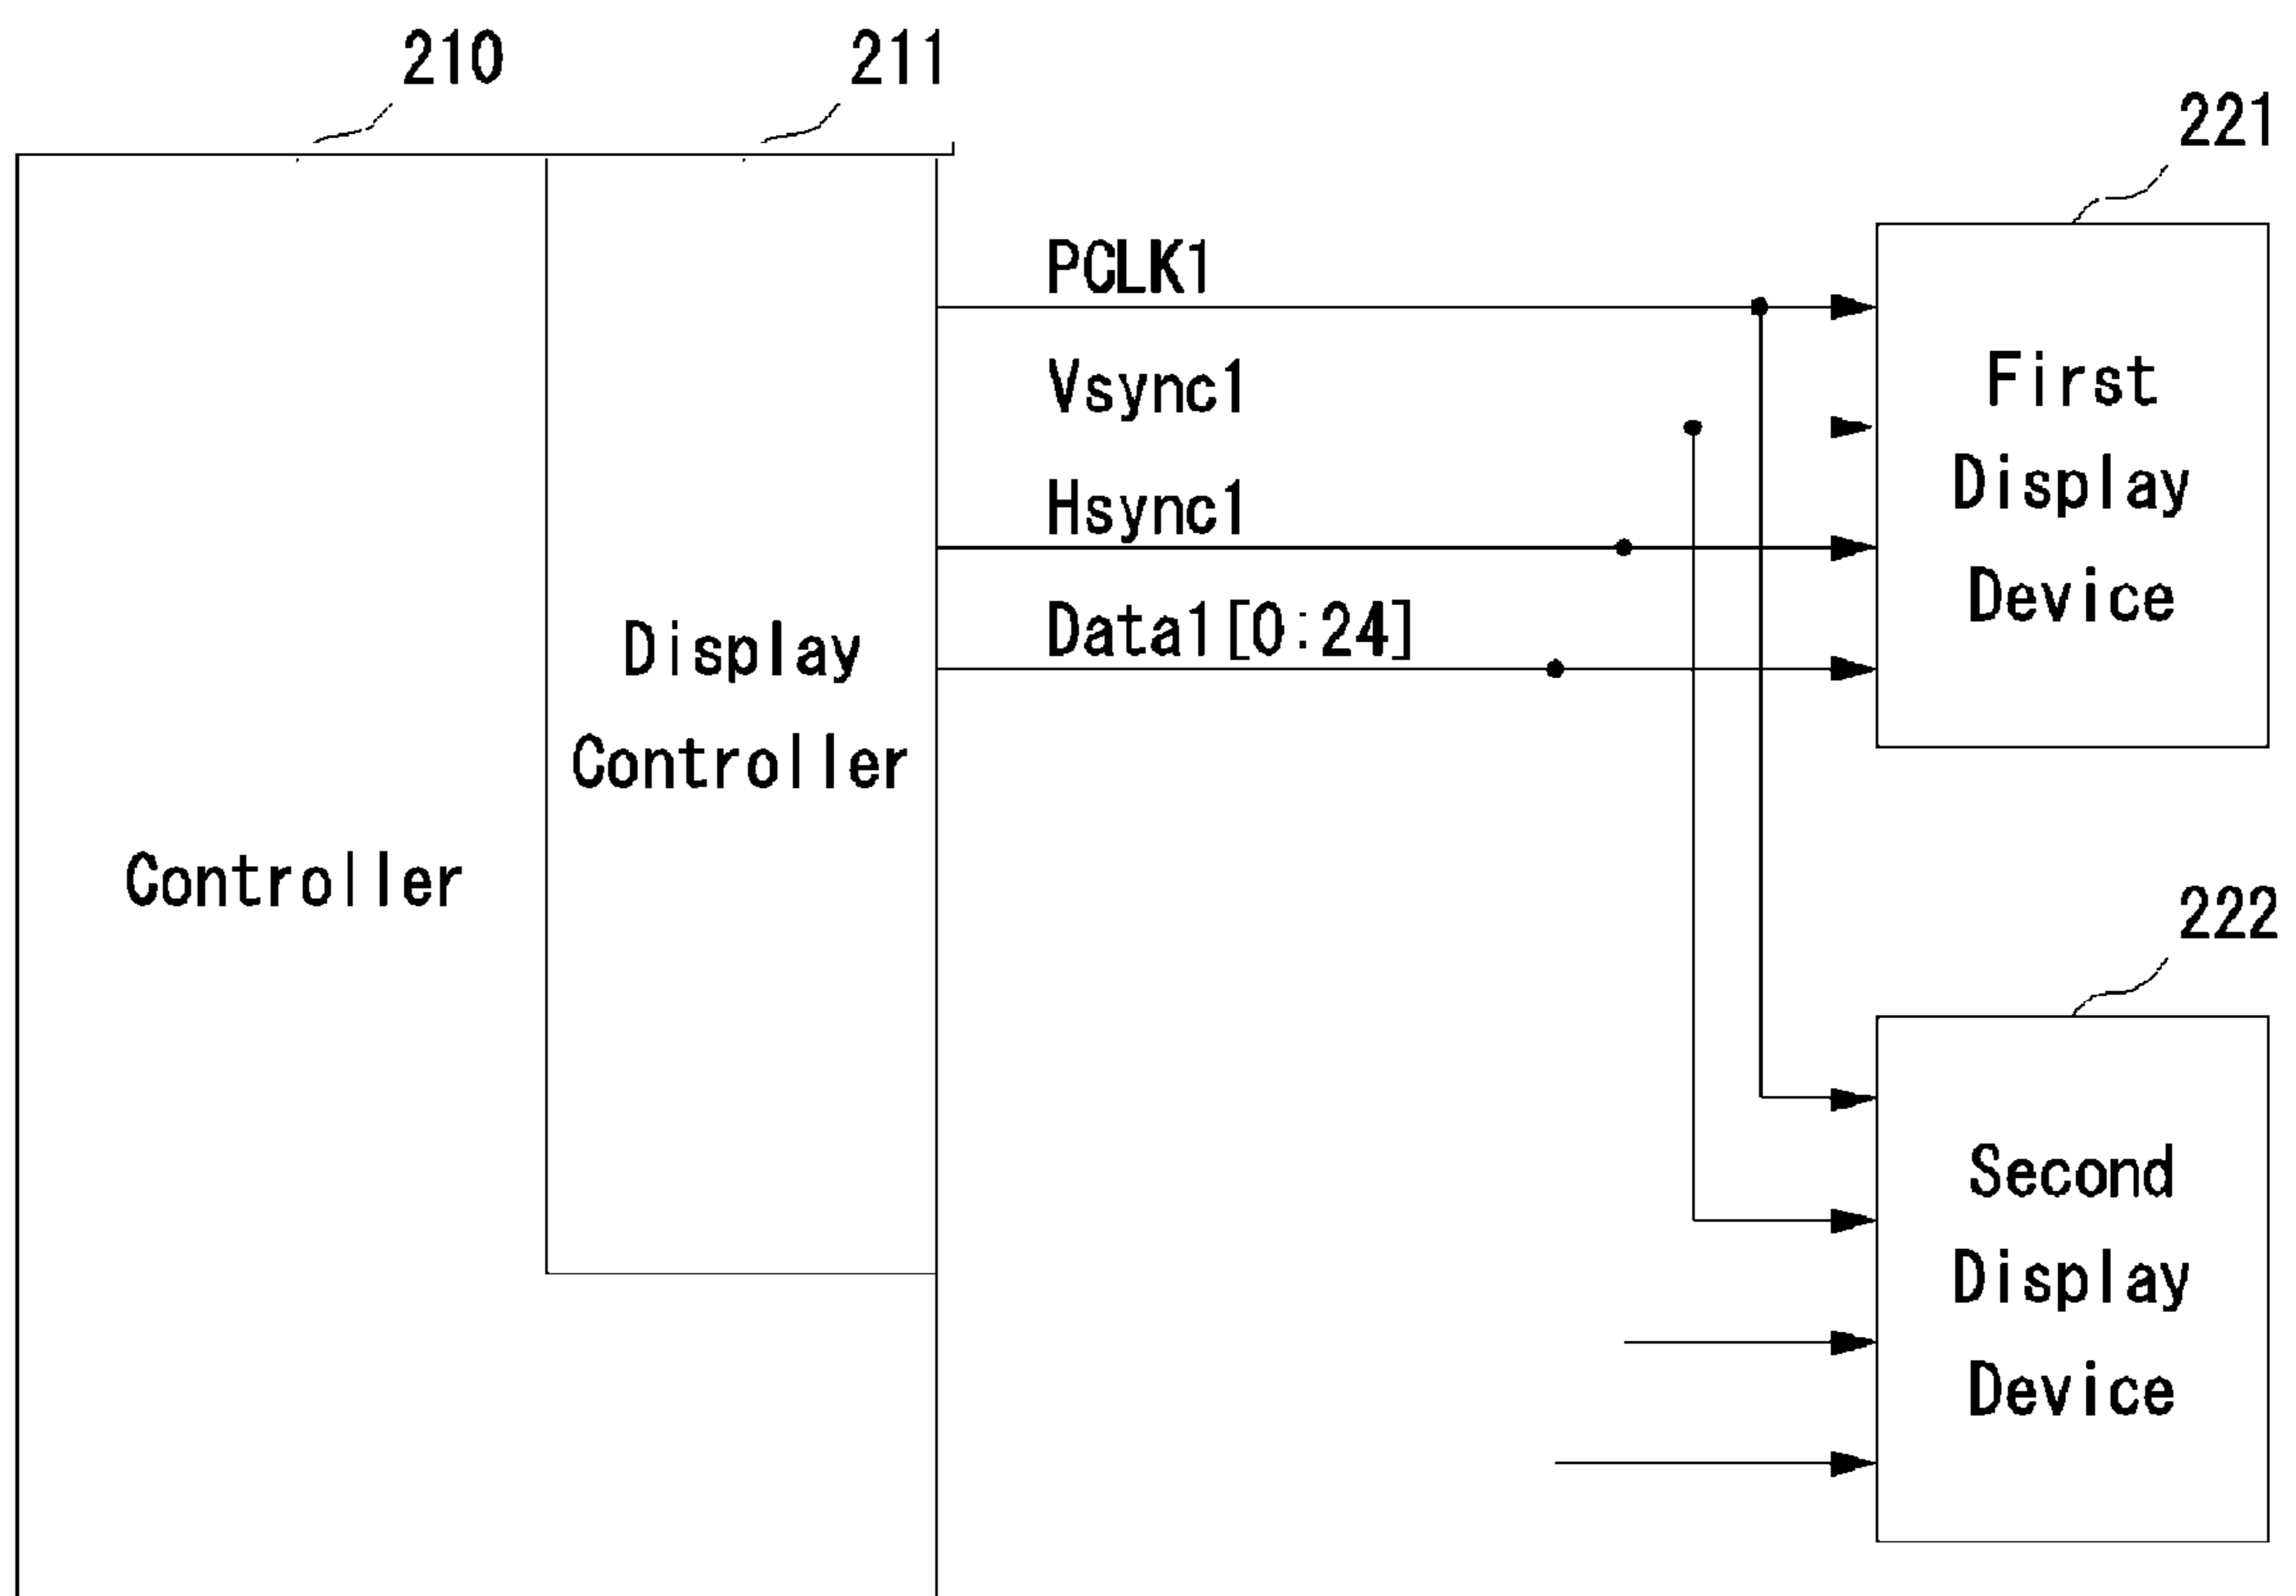 210
211
221
PCLK1
Vsync1
Hsync1
Data1[0:24]
First
Display
Device
Display
Controller
Controller
222
Second
Display
Device